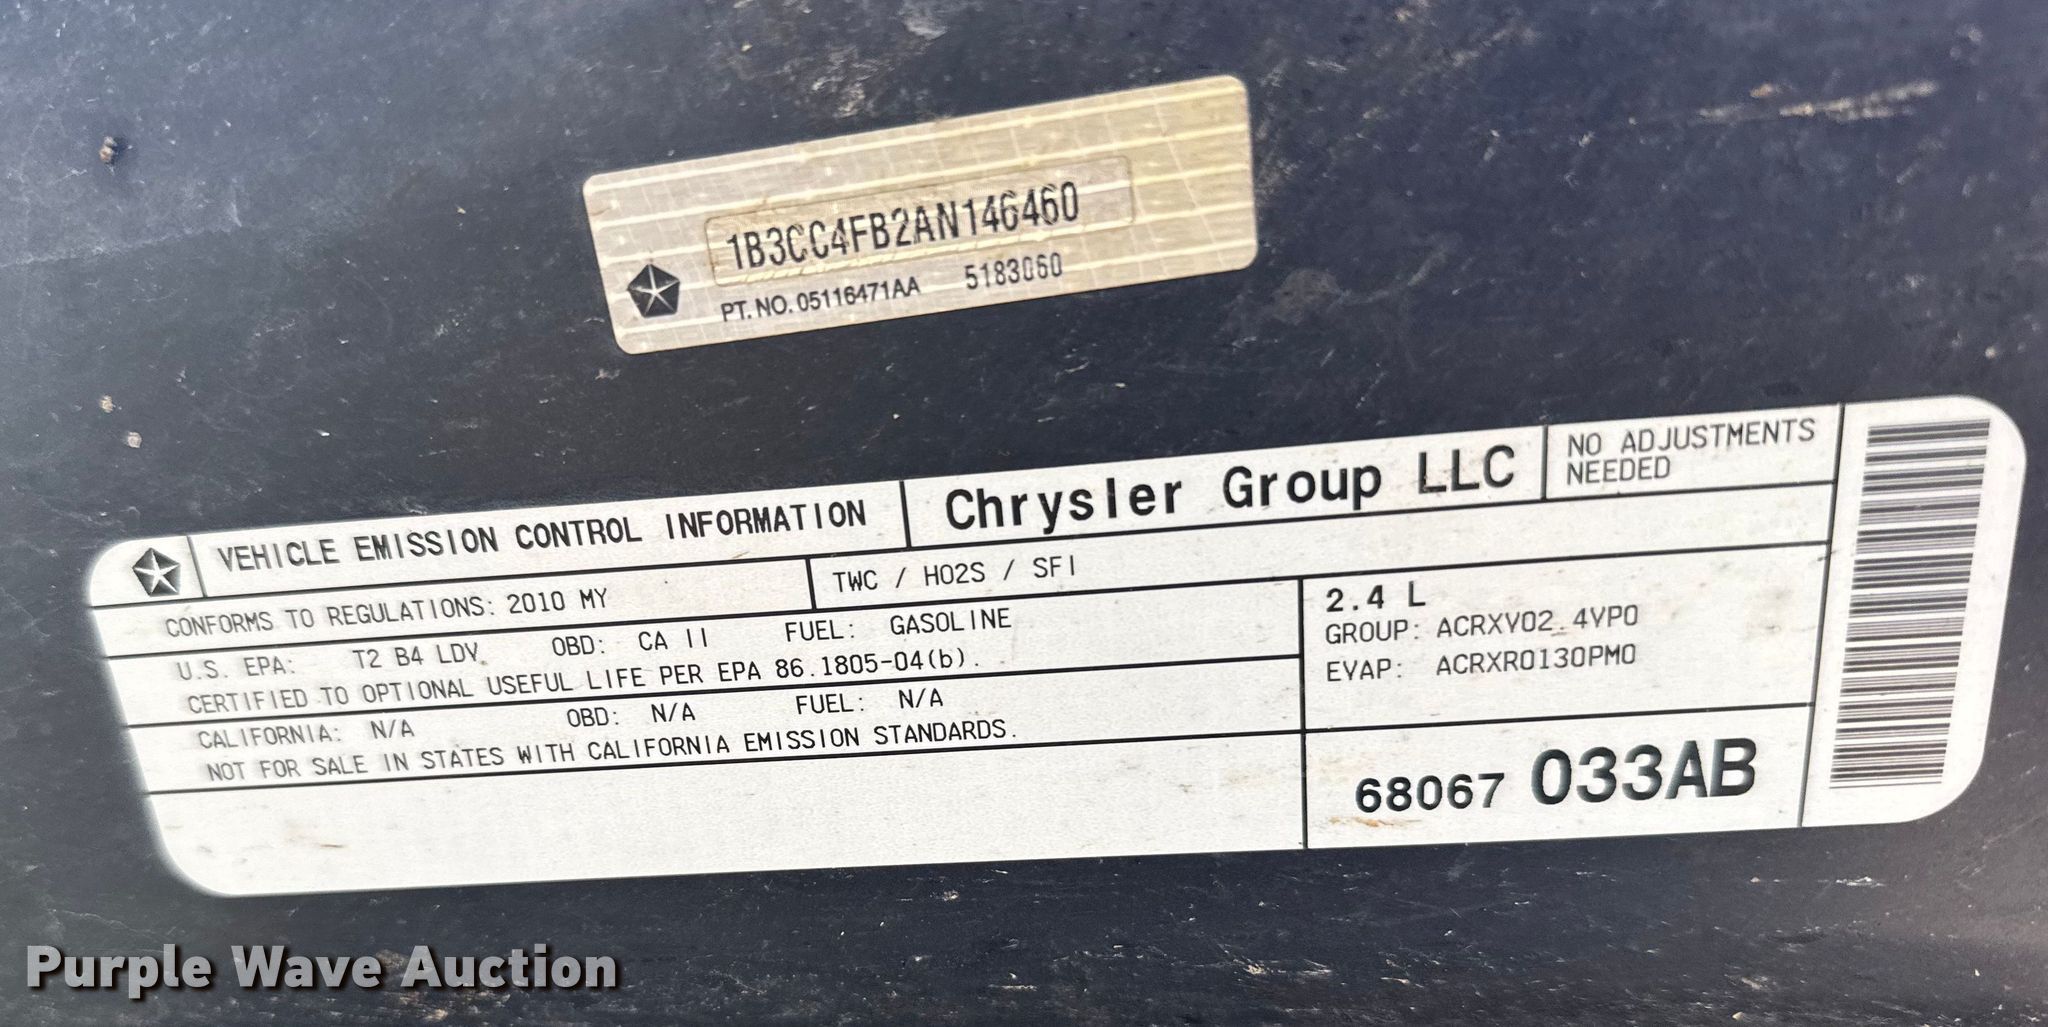 1B3CC4FB2AN146460
PT. NO. 05116471AA 5183060
VEHICLE EMISSION CONTROL INFORMATION
Chrysler Group LLC
NO ADJUSTMENTS
NEEDED
CONFORMS TO REGULATIONS: 2010 MY
TWC / HO2S / SFI
U.S. EPA: T2 B4 LDV OBD: CA II FUEL: GASOLINE
CERTIFIED TO OPTIONAL USEFUL LIFE PER EPA 86.1805-04(b).
CALIFORNIA: N/A OBD: N/A FUEL: N/A
NOT FOR SALE IN STATES WITH CALIFORNIA EMISSION STANDARDS.
2.4 L
GROUP: ACRXV02.4VP0
EVAP: ACRXR0130PM0
68067 033AB
Purple Wave Auction